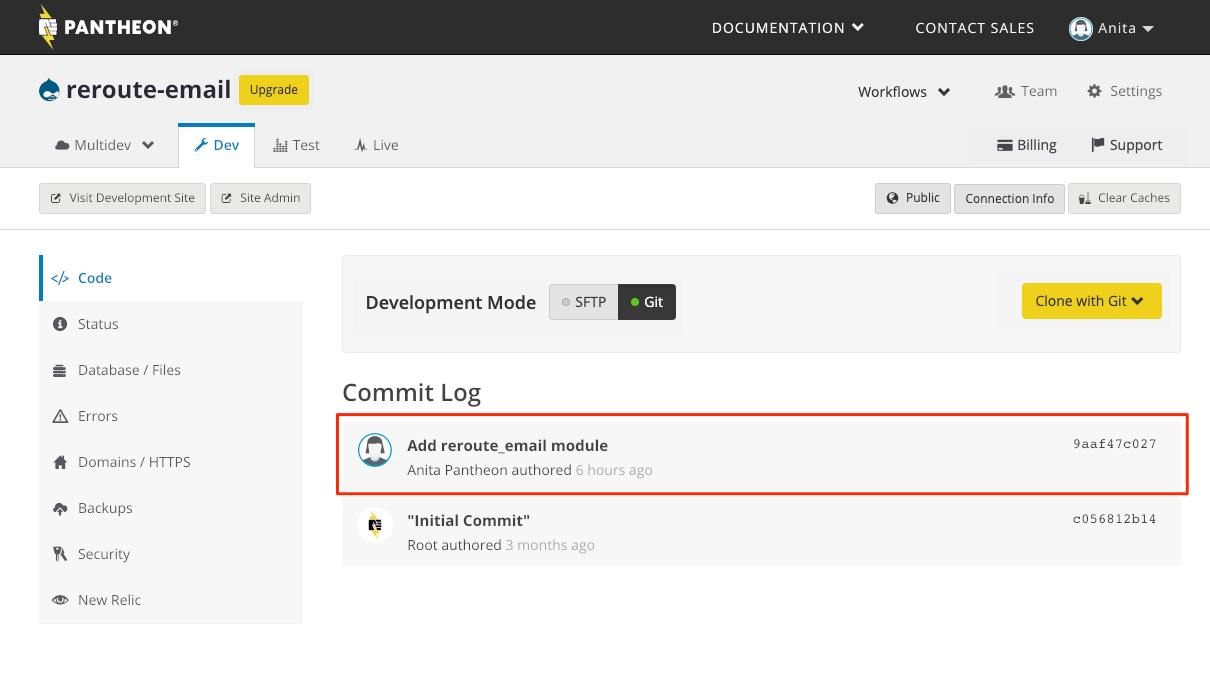 PANTHEON®
DOCUMENTATION
CONTACT SALES
Anita
reroute-email
Upgrade
Workflows
Team
Settings
Multidev
Dev
Test
Live
Billing
Support
Visit Development Site
Site Admin
Public
Connection Info
Clear Caches
</> Code
Status
Database / Files
Errors
Domains / HTTPS
Backups
Security
New Relic
Development Mode
SFTP
Git
Clone with Git
Commit Log
Add reroute_email module
9aaf47c027
Anita Pantheon authored 6 hours ago
"Initial Commit"
c056812b14
Root authored 3 months ago